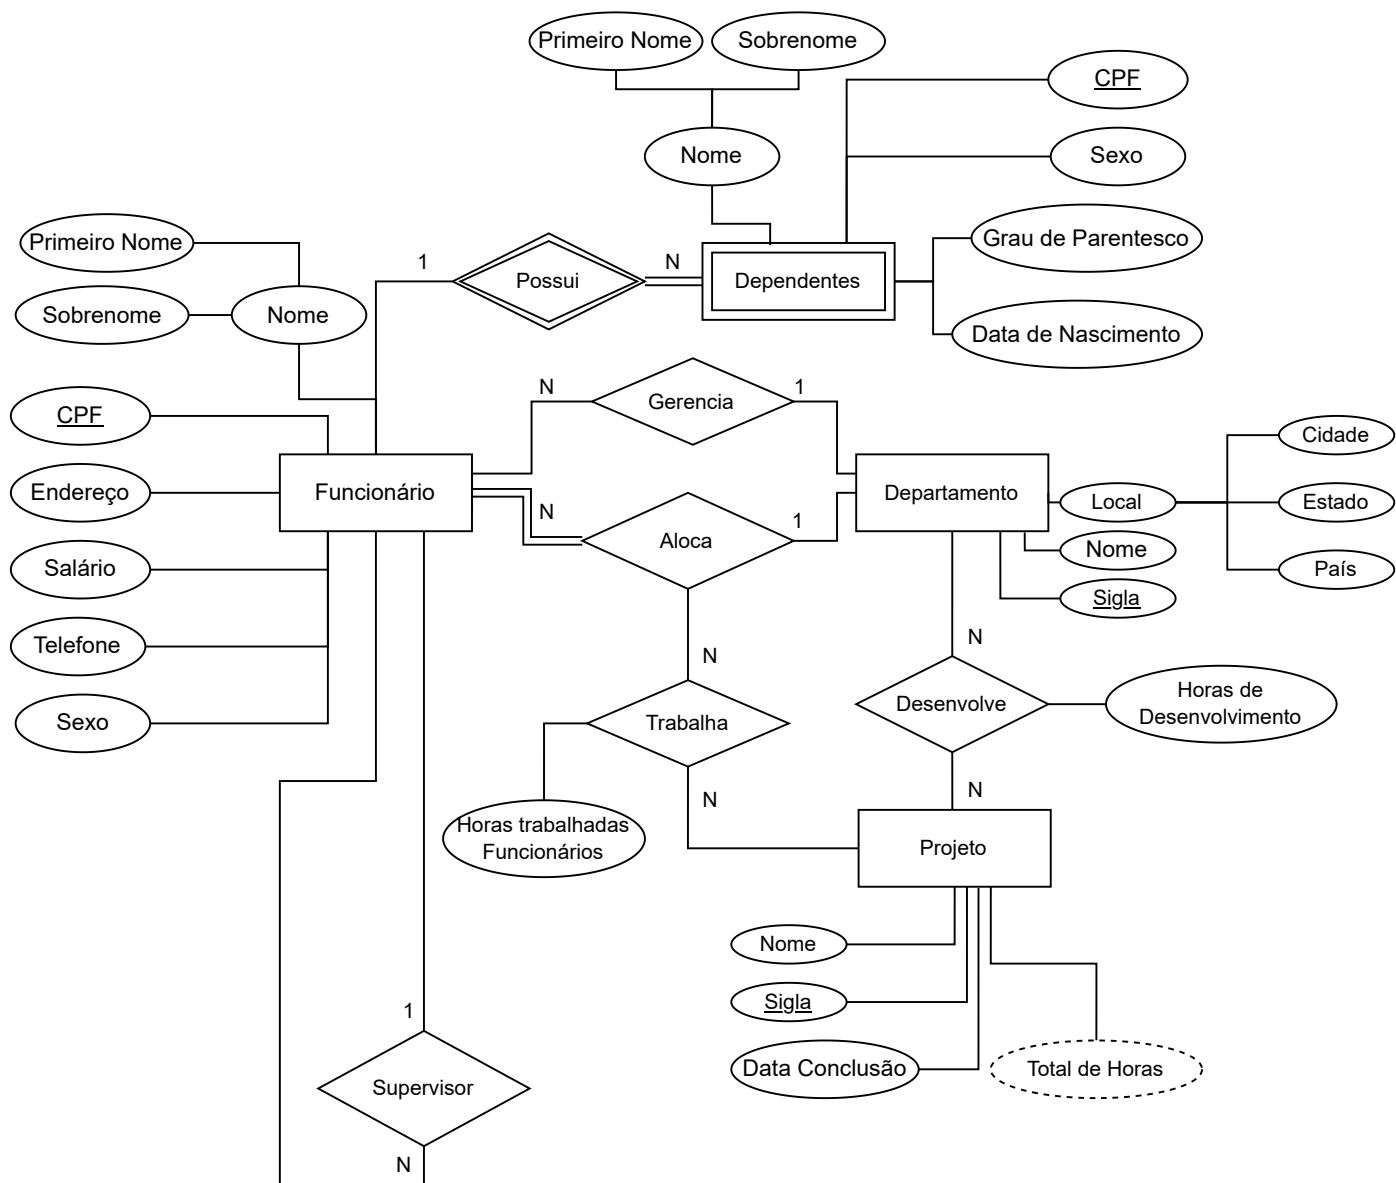 Primeiro Nome
Sobrenome
CPF
Nome
Sexo
Primeiro Nome
Grau de Parentesco
1
Possui
N
Dependentes
Sobrenome
Nome
Data de Nascimento
N
Gerencia
1
CPF
Cidade
Endereço
Funcionário
Departamento
Local
Estado
N
1
Aloca
Nome
Salário
País
Sigla
Telefone
N
N
Sexo
Trabalha
Desenvolve
Horas de
Desenvolvimento
N
N
Horas trabalhadas
Funcionários
Projeto
Nome
Sigla
1
Data Conclusão
Total de Horas
Supervisor
N